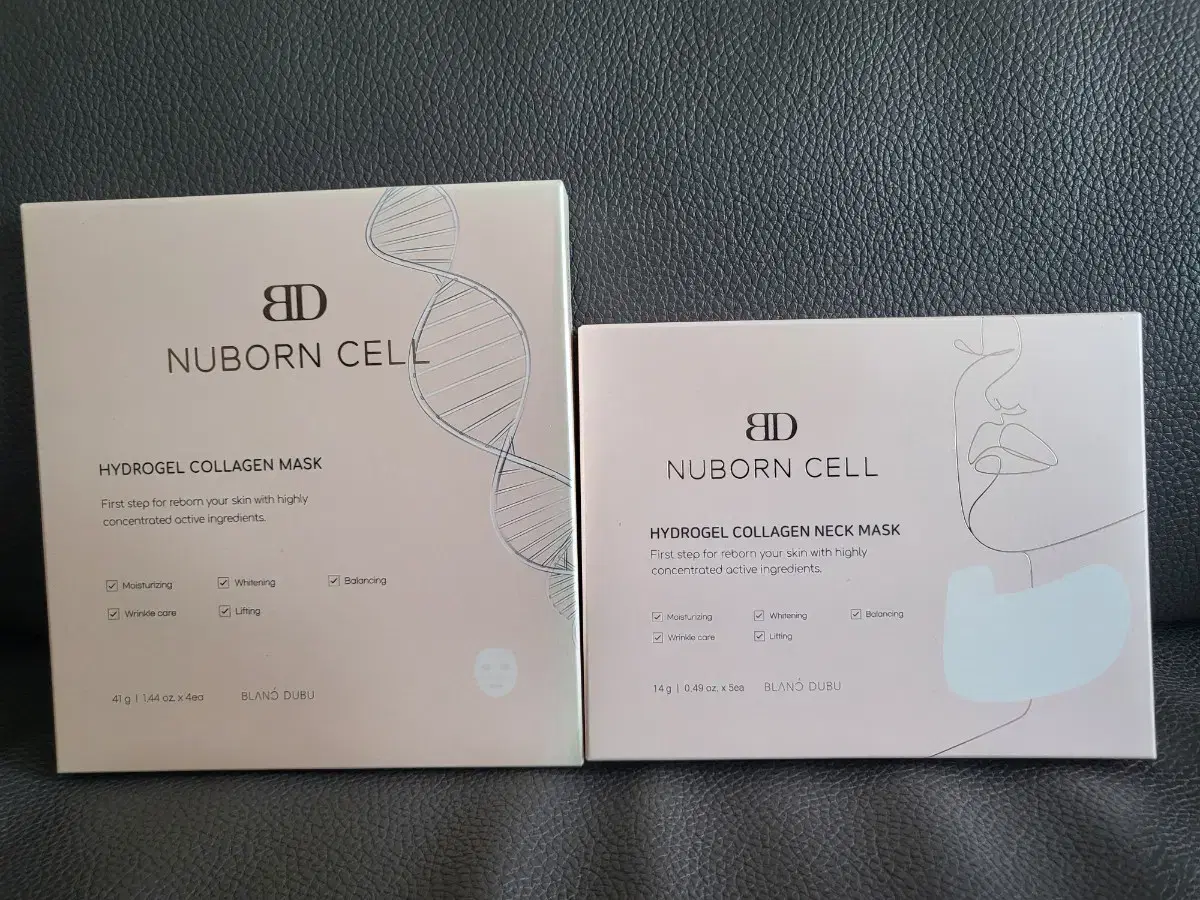 BD
NUBORN CELL
HYDROGEL COLLAGEN MASK
First step for reborn your skin with highly
concentrated active ingredients.
Moisturizing Whitening Balancing
Wrinkle care Lifting
41 g | 1.44 oz. x 4ea BLANÓ DUBU
BD
NUBORN CELL
HYDROGEL COLLAGEN NECK MASK
First step for reborn your skin with highly
concentrated active ingredients.
Moisturizing Whitening Balancing
Wrinkle care Lifting
14 g | 0.49 oz. x 5ea BLANÓ DUBU